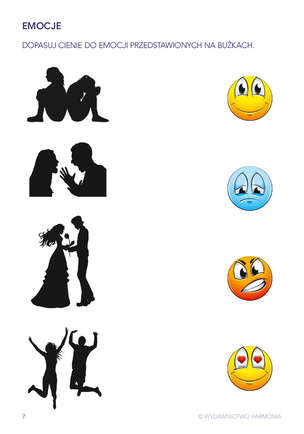 EMOCJE
DOPASUJ CIENIE DO EMOCJI PRZEDSTAWIONYCH NA BUŹKACH.
7
© WYDAWNICTWO HARMONIA